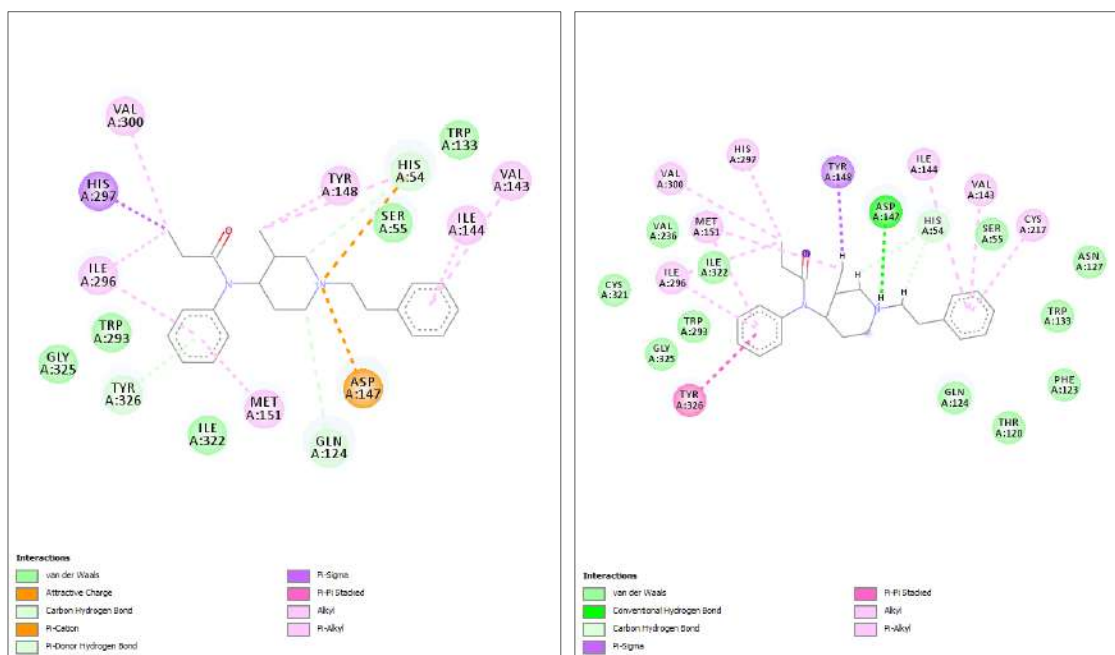 VAL
A:300
TRP
A:133
HIS
A:54
HIS
A:297
TYR
A:148
VAL
A:143
SER
A:55
ILE
A:144
O
ILE
A:296
N
N
TRP
A:293
GLY
A:325
TYR
A:326
ASP
A:147
MET
A:151
ILE
A:322
GLN
A:124
Interactions
van der Waals
Attractive Charge
Carbon Hydrogen Bond
Pi-Cation
Pi-Donor Hydrogen Bond
Pi-Sigma
Pi-Pi Stacked
Alkyl
Pi-Alkyl
HIS
A:297
ILE
A:144
VAL
A:300
TYR
A:148
VAL
A:143
ASP
A:147
VAL
A:236
MET
A:151
HIS
A:54
SER
A:55
CYS
A:217
ILE
A:322
ASN
A:127
ILE
A:296
CYS
A:321
H
H
H
H
N
N
TRP
A:293
TRP
A:133
GLY
A:325
TYR
A:326
GLN
A:124
PHE
A:123
THR
A:120
Interactions
van der Waals
Conventional Hydrogen Bond
Carbon Hydrogen Bond
Pi-Sigma
Pi-Pi Stacked
Alkyl
Pi-Alkyl